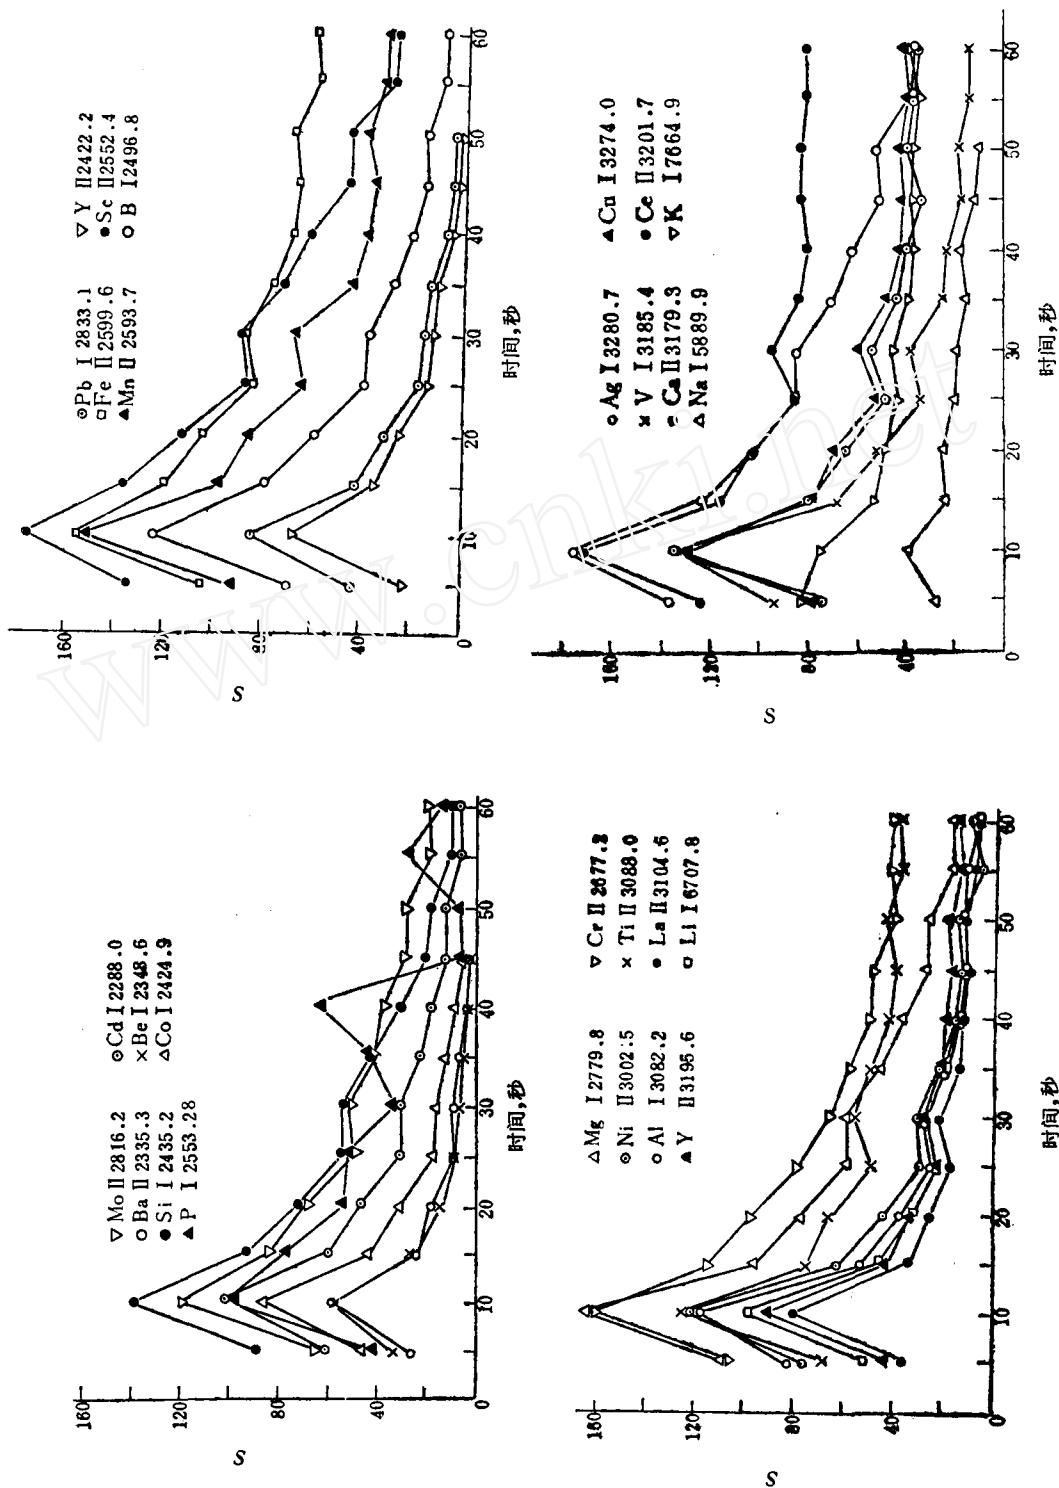 ▽ Mo Ⅱ 2816.2 ⊙ Cd Ⅰ 2288.0
○ Ba Ⅱ 2335.3 × Be Ⅰ 2348.6
● Si Ⅰ 2435.2 △ Co Ⅰ 2424.9
▲ P Ⅰ 2553.28
S
160
120
80
40
0
10 20 30 40 50 60
时间,秒
⊙ Pb Ⅰ 2833.1 ▽ Y Ⅱ 2422.2
□ Fe Ⅱ 2599.6 ● Sc Ⅱ 2552.4
▲ Mn Ⅱ 2593.7 ○ B Ⅰ 2496.8
S
160
120
80
40
0
10 20 30 40 50 60
时间,秒
△ Mg Ⅰ 2779.8 ▽ Cr Ⅱ 2677.2
⊙ Ni Ⅱ 3002.5 × Ti Ⅱ 3088.0
○ Al Ⅰ 3082.2 ● La Ⅱ 3104.6
▲ Y Ⅱ 3195.6 □ Li Ⅰ 6707.8
S
160
120
80
40
0
10 20 30 40 50 60
时间,秒
○ Ag Ⅰ 3280.7 ▲ Cu Ⅰ 3274.0
× V Ⅰ 3185.4 ● Ce Ⅱ 3201.7
⊙ Ca Ⅱ 3179.3 ▽ K Ⅰ 7664.9
△ Na Ⅰ 5889.9
S
160
120
80
40
0
10 20 30 40 50 60
时间,秒
www.cnki.net